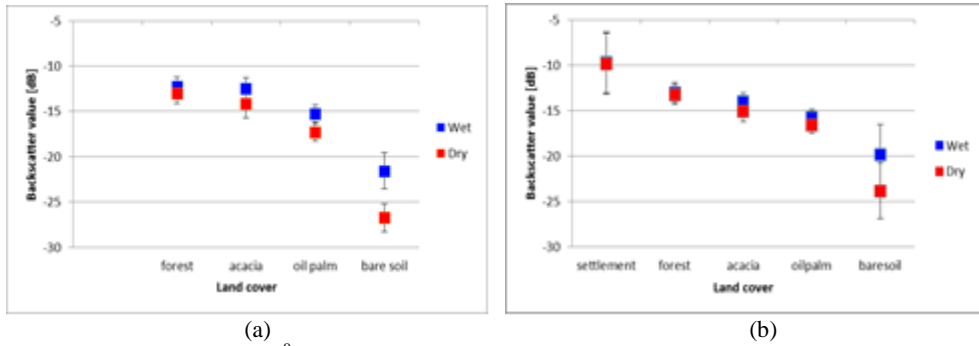 -5
-10
-15
-20
-25
-30
Backscatter value [dB]
forest acacia oil palm bare soil
Land cover
Wet
Dry
(a)
-5
-10
-15
-20
-25
-30
Backscatter value [dB]
settlement forest acacia oilpalm baresoil
Land cover
Wet
Dry
(b)
0